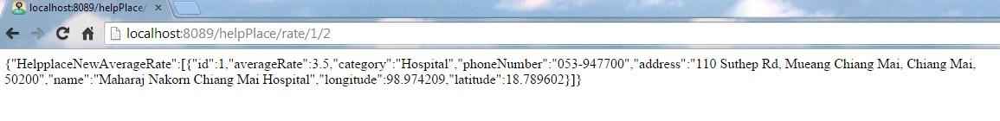 localhost:8089/helpPlace/
localhost:8089/helpPlace/rate/1/2
{"HelpplaceNewAverageRate":[{"id":1,"averageRate":3.5,"category":"Hospital","phoneNumber":"053-947700","address":"110 Suthep Rd, Mueang Chiang Mai, Chiang Mai,
50200","name":"Maharaj Nakorn Chiang Mai Hospital","longitude":98.974209,"latitude":18.789602}]}